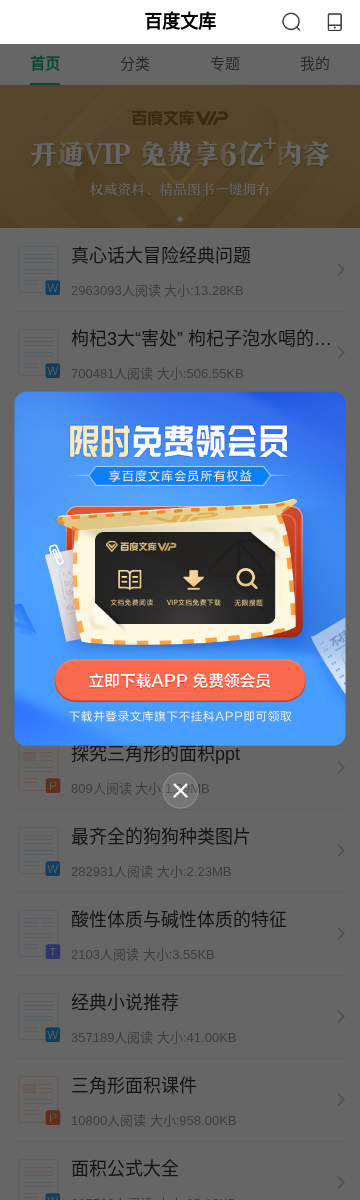 百度文库
首页 分类 专题 我的
百度文库VIP
开通VIP 免费享6亿+内容
权威资料、精品图书一键拥有
真心话大冒险经典问题
W
2963093人阅读 大小:13.28KB
枸杞3大“害处” 枸杞子泡水喝的…
W
700481人阅读 大小:506.55KB
限时免费领会员
享百度文库会员所有权益
百度文库VIP
文档免费阅读 VIP文档免费下载 无限搜题
立即下载APP 免费领会员
下载并登录文库旗下不挂科APP即可领取
探究三角形的面积ppt
P
809人阅读 大小:1. MB
最齐全的狗狗种类图片
W
282931人阅读 大小:2.23MB
酸性体质与碱性体质的特征
T
2103人阅读 大小:3.55KB
经典小说推荐
W
357189人阅读 大小:41.00KB
三角形面积课件
P
10800人阅读 大小:958.00KB
面积公式大全
W